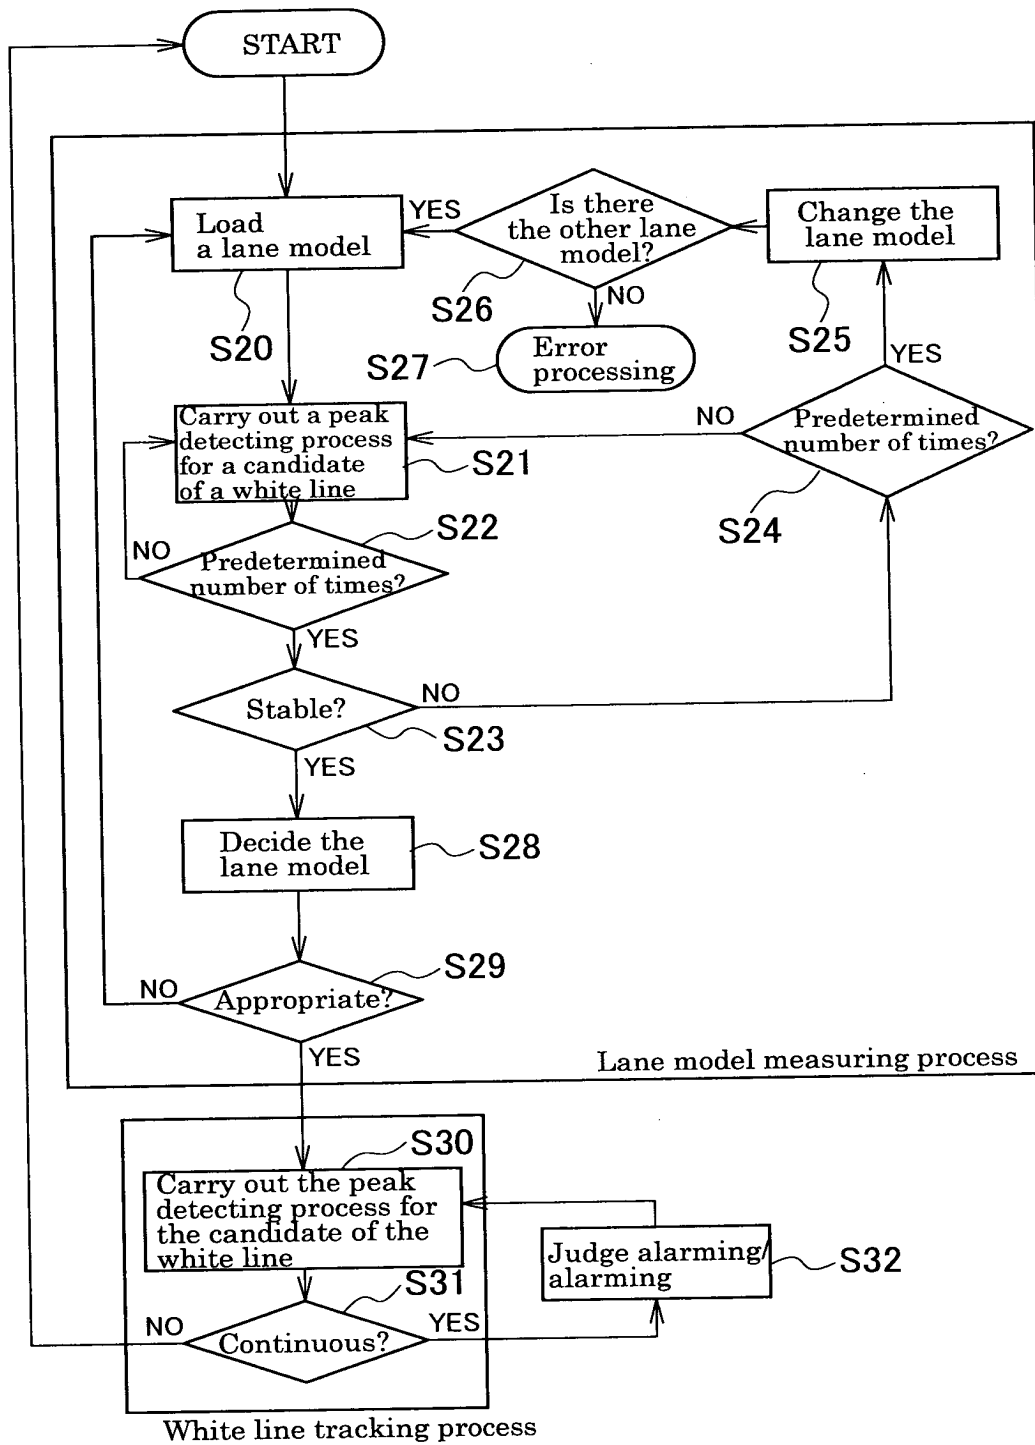 START
Load
a lane model
S20
YES
Is there
the other lane
model?
S26
NO
Error
processing
S27
Change the
lane model
S25
YES
Predetermined
number of times?
S24
NO
Carry out a peak
detecting process
for a candidate
of a white line
S21
S22
NO
Predetermined
number of times?
YES
Stable?
NO
S23
YES
Decide the
lane model
S28
S29
NO
Appropriate?
YES
Lane model measuring process
S30
Carry out the peak
detecting process for
the candidate of the
white line
S31
NO
Continuous?
YES
Judge alarming/
alarming
S32
White line tracking process